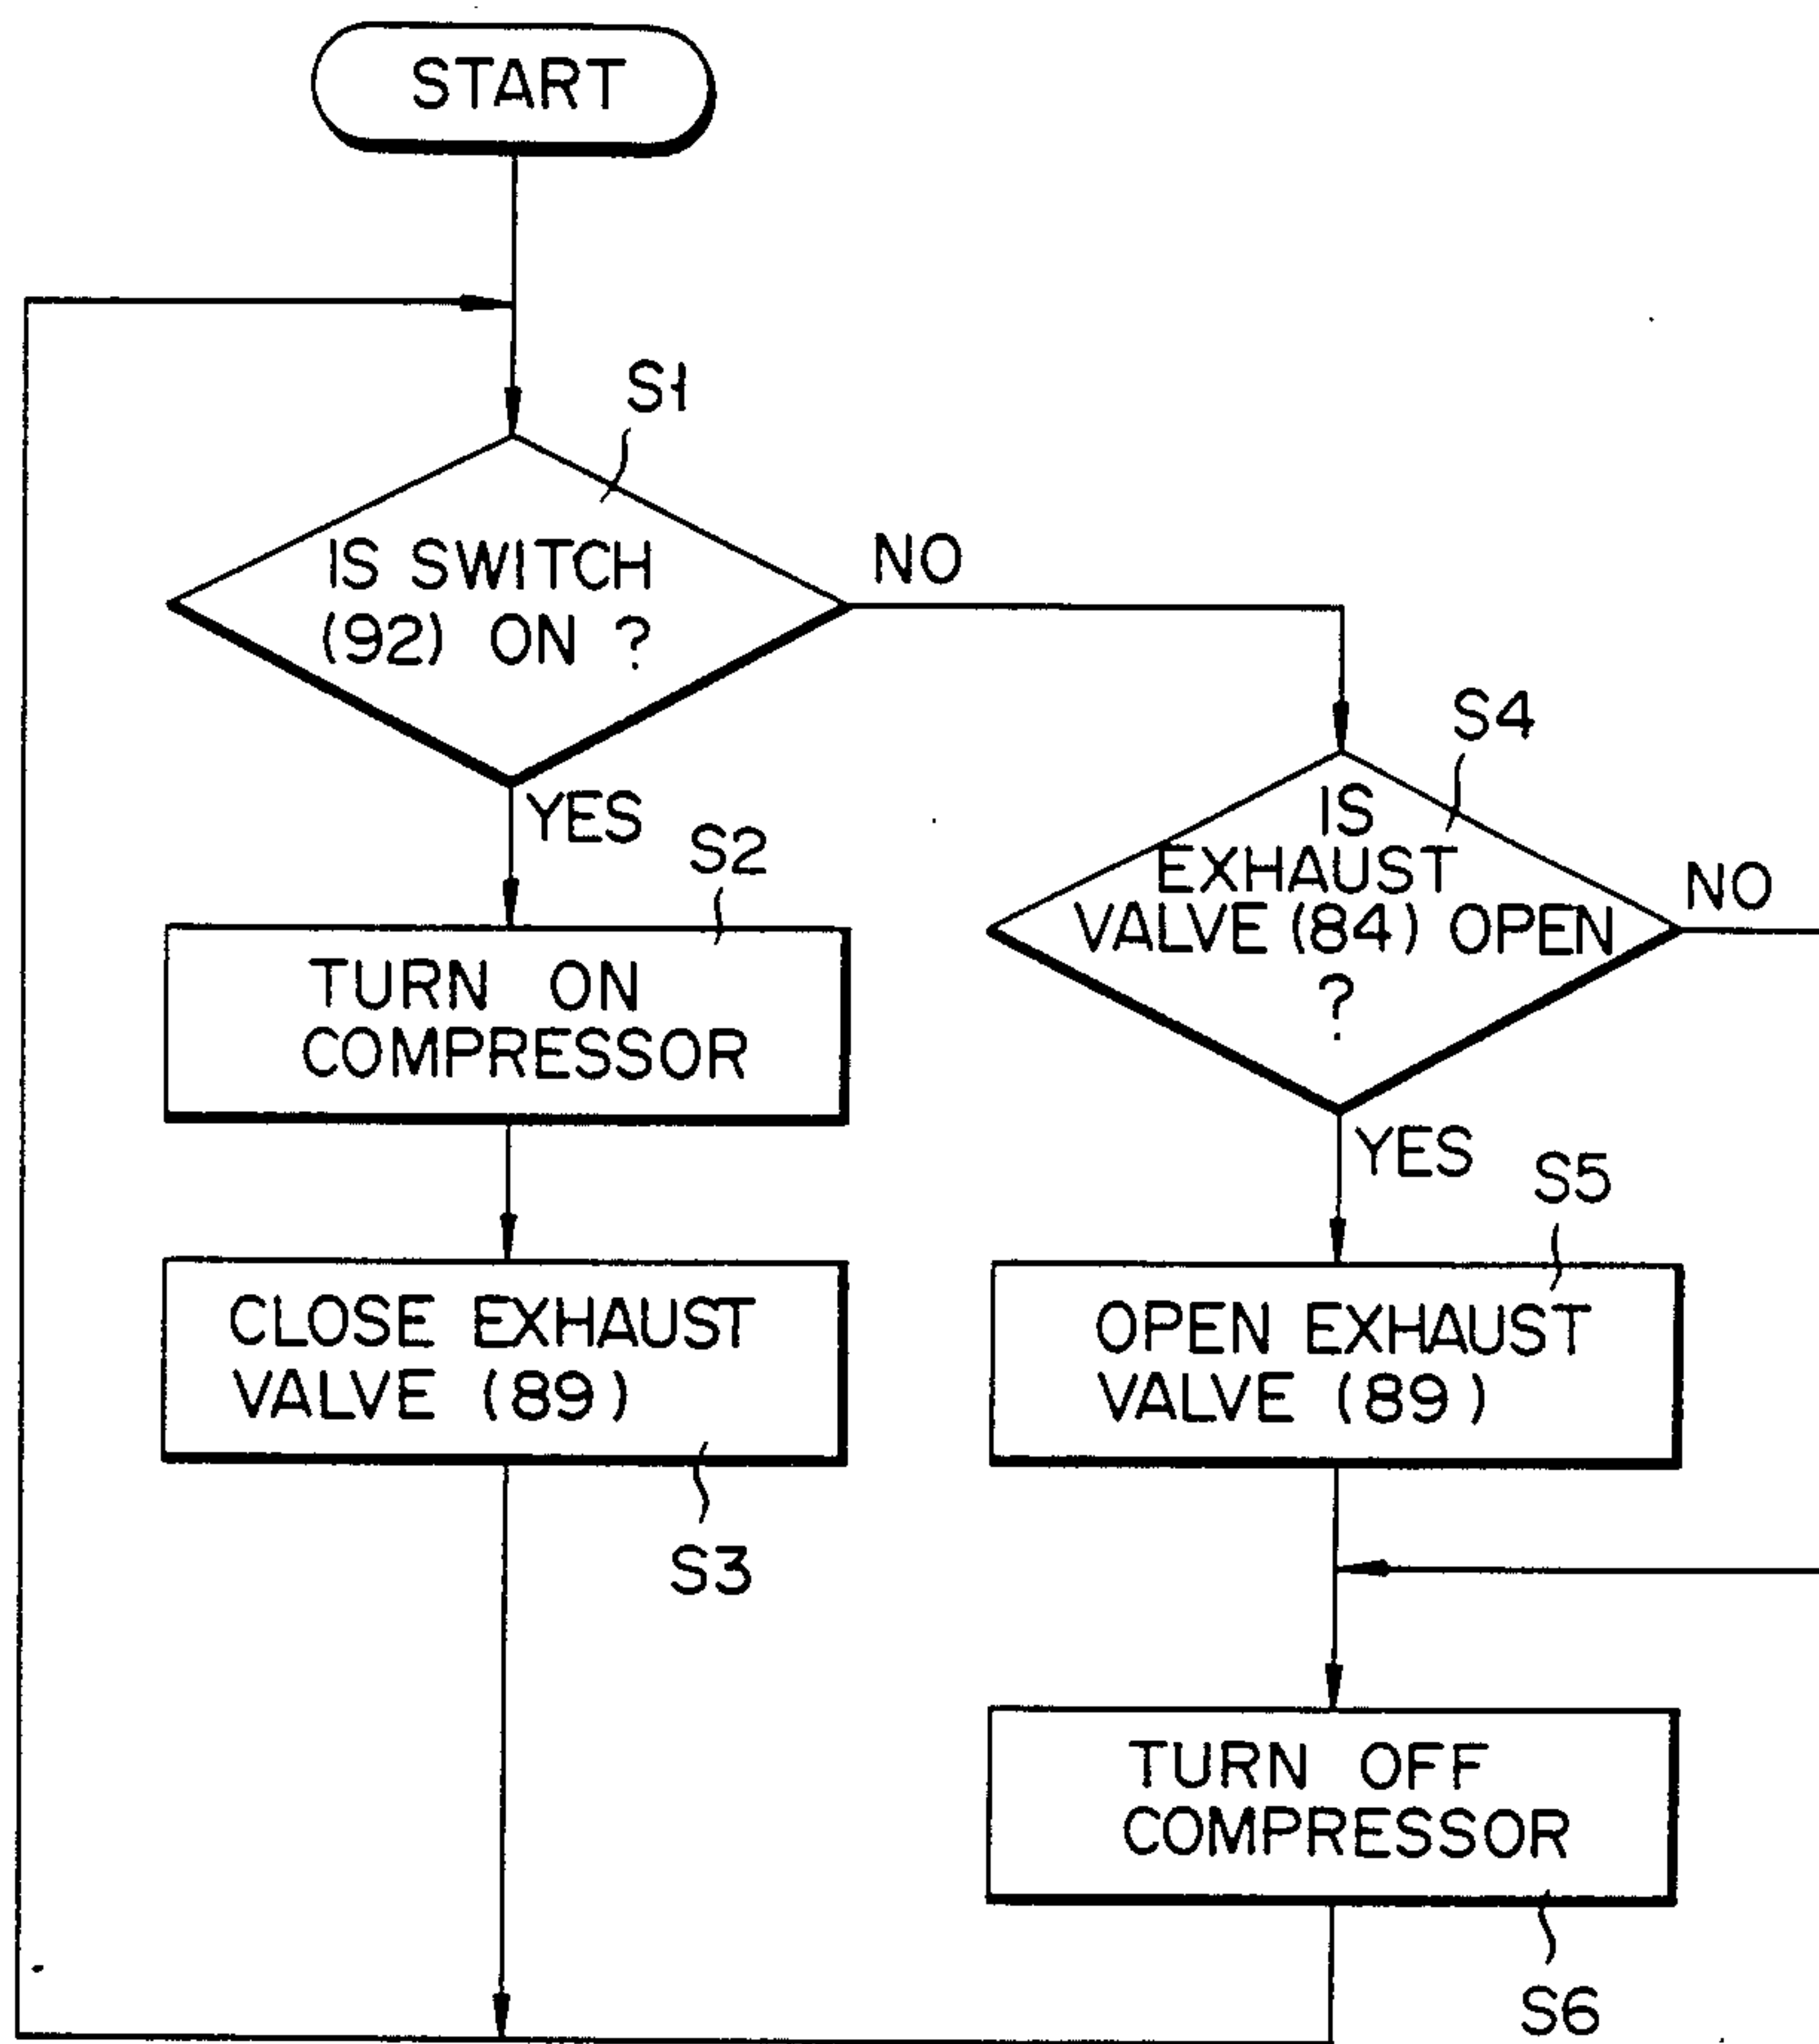 START
S1
IS SWITCH
(92) ON ?
NO
YES
S2
TURN ON
COMPRESSOR
CLOSE EXHAUST
VALVE (89)
S3
S4
IS
EXHAUST
VALVE (84) OPEN
?
NO
YES
S5
OPEN EXHAUST
VALVE (89)
TURN OFF
COMPRESSOR
S6